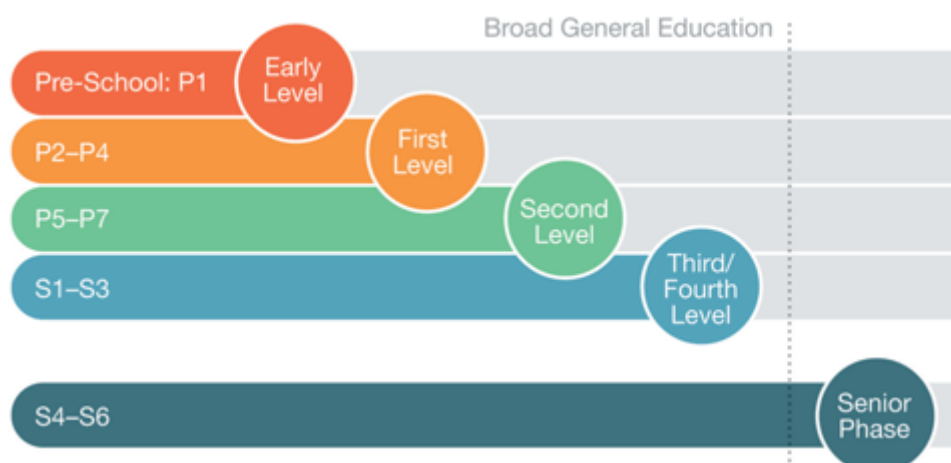 Broad General Education
Pre-School: P1
Early
Level
P2–P4
First
Level
P5–P7
Second
Level
S1–S3
Third/
Fourth
Level
S4–S6
Senior
Phase